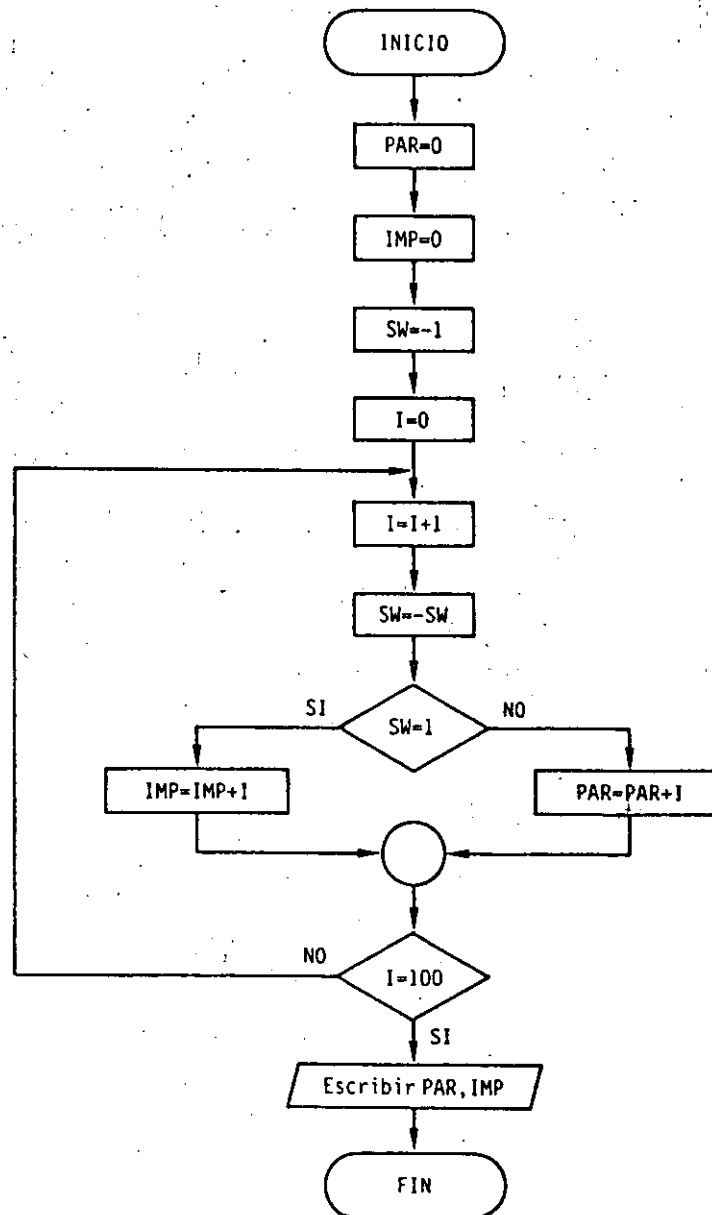 INICIO
PAR=0
IMP=0
SW=-1
I=0
I=I+1
SW=-SW
SI
SW=1
NO
IMP=IMP+I
PAR=PAR+I
NO
I=100
SI
Escribir PAR, IMP
FIN